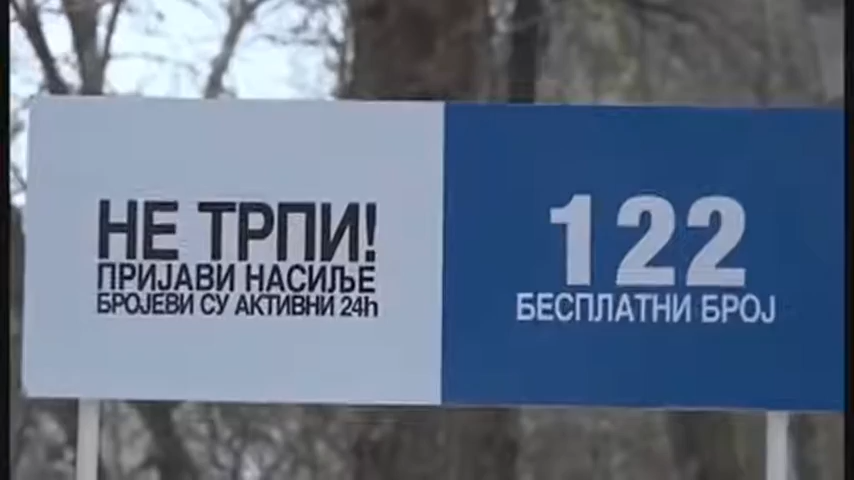 НЕ ТРПИ!
ПРИЈАВИ НАСИЉЕ
БРОЈЕВИ СУ АКТИВНИ 24h
122
БЕСПЛАТНИ БРОЈ